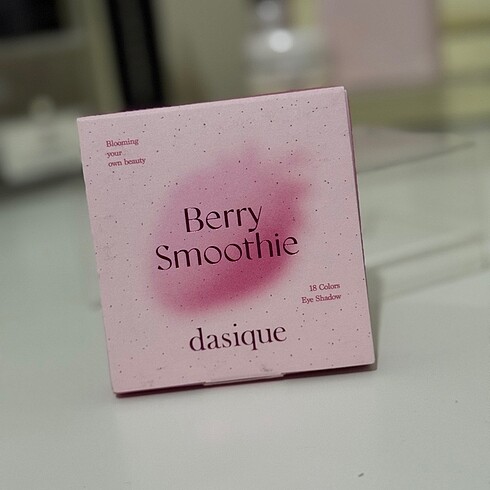 Blooming
your
own beauty
Berry
Smoothie
18 Colors
Eye Shadow
dasique